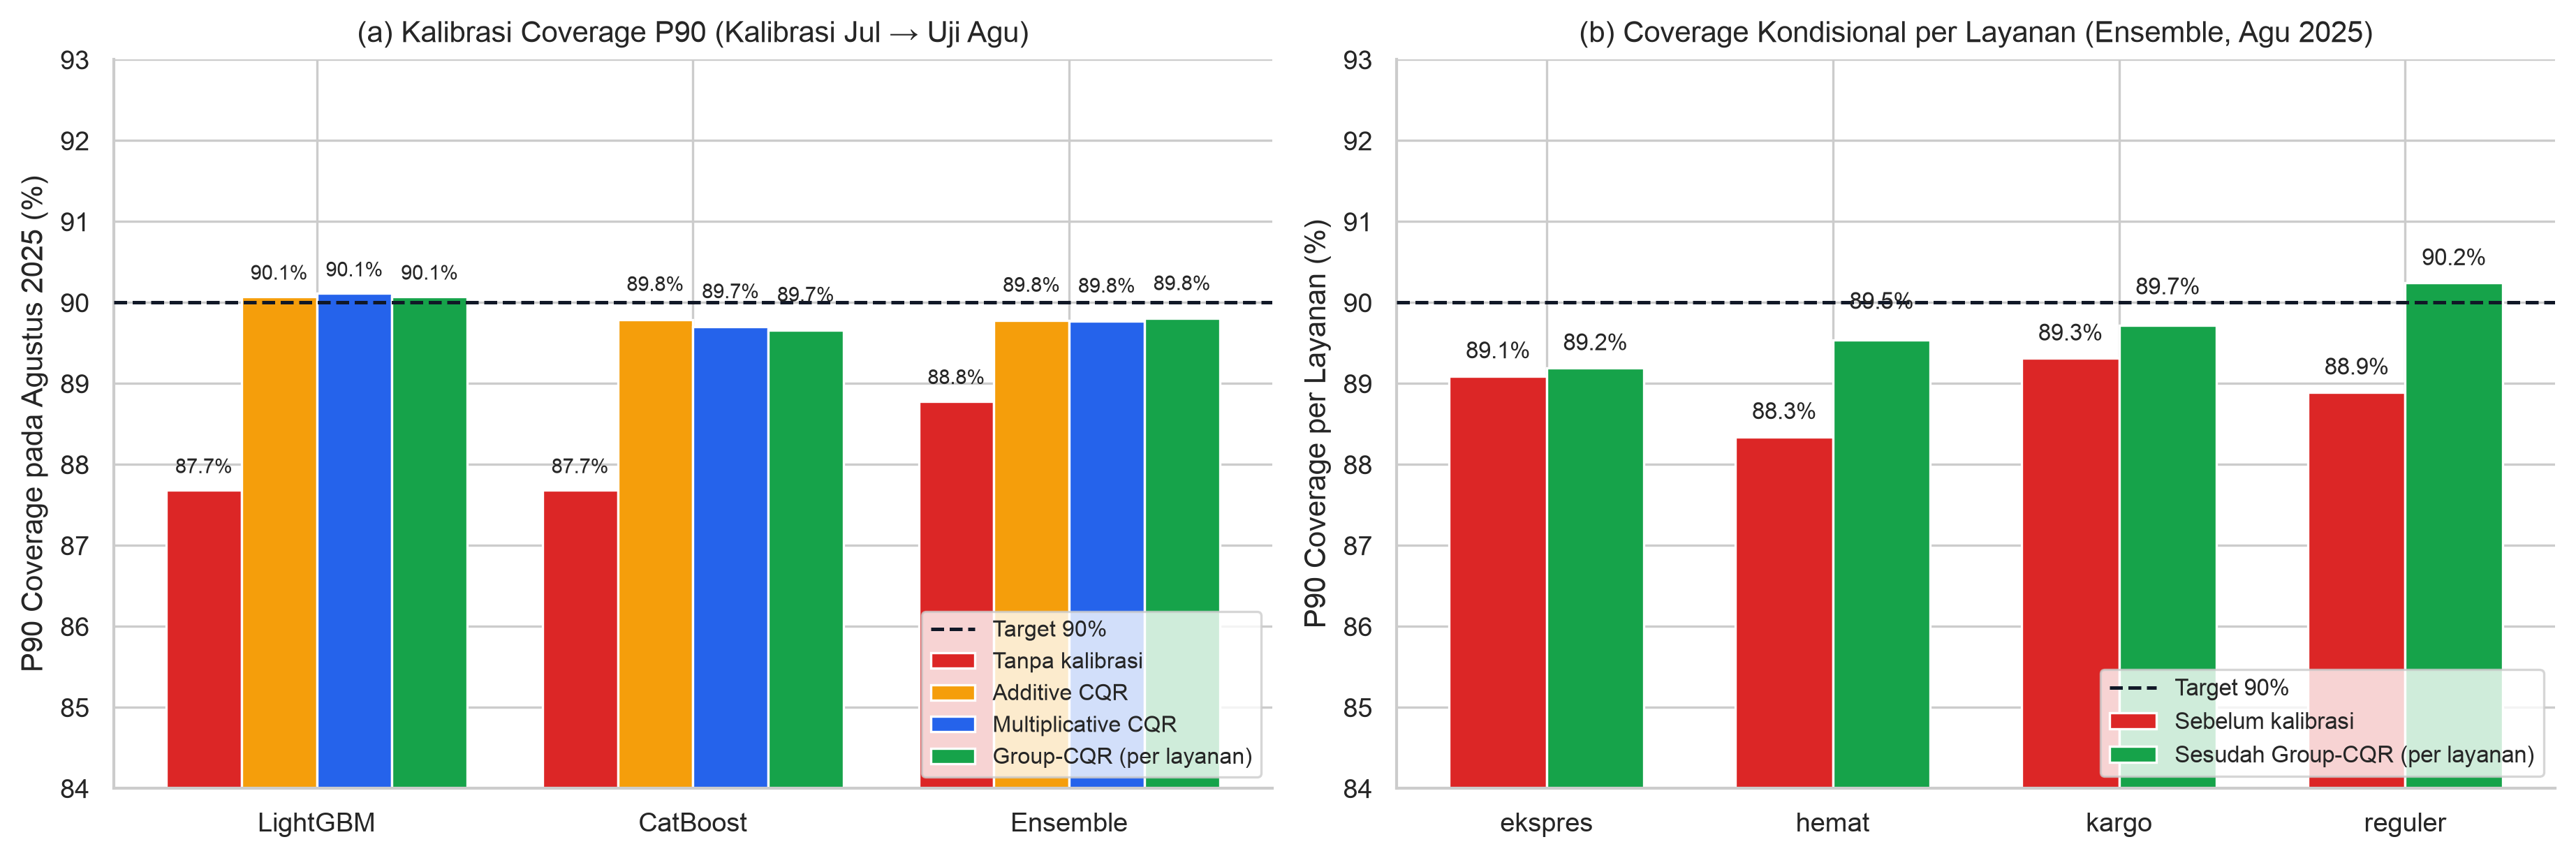 (a) Kalibrasi Coverage P90 (Kalibrasi Jul → Uji Agu)
P90 Coverage pada Agustus 2025 (%)
93
92
91
90
89
88
87
86
85
84
87.7%
90.1%
90.1%
90.1%
87.7%
89.8%
89.7%
89.7%
88.8%
89.8%
89.8%
89.8%
Target 90%
Tanpa kalibrasi
Additive CQR
Multiplicative CQR
Group-CQR (per layanan)
LightGBM
CatBoost
Ensemble
(b) Coverage Kondisional per Layanan (Ensemble, Agu 2025)
P90 Coverage per Layanan (%)
93
92
91
90
89
88
87
86
85
84
89.1%
89.2%
88.3%
89.5%
89.3%
89.7%
88.9%
90.2%
Target 90%
Sebelum kalibrasi
Sesudah Group-CQR (per layanan)
ekspres
hemat
kargo
reguler